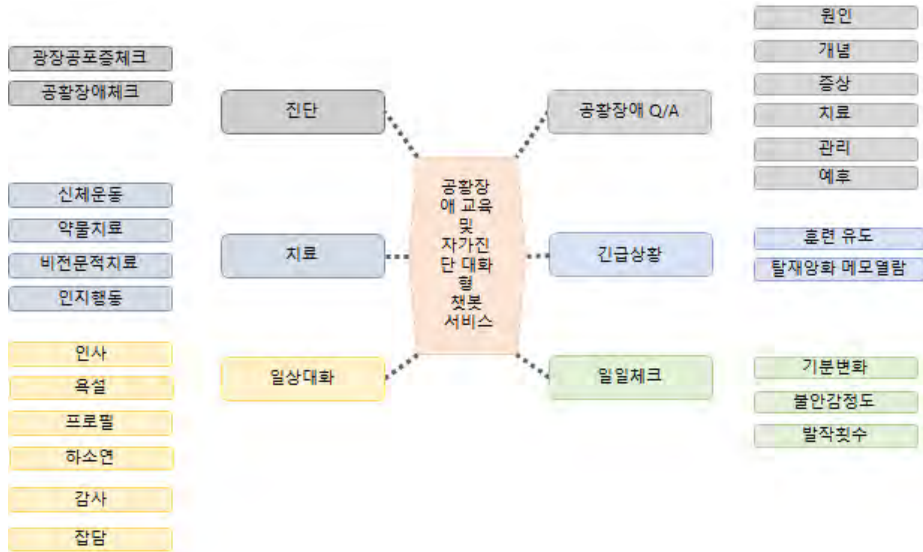 광장공포증체크
공황장애체크
진단
신체운동
약물치료
비전문적치료
인지행동
치료
인사
욕설
프로필
하소연
감사
잡담
일상대화
공황장
애 교육
및
자가진
단 대화
형
챗봇
서비스
공황장애 Q/A
원인
개념
증상
치료
관리
예후
긴급상황
훈련 유도
탈재앙화 메모열람
일일체크
기분변화
불안감정도
발작횟수